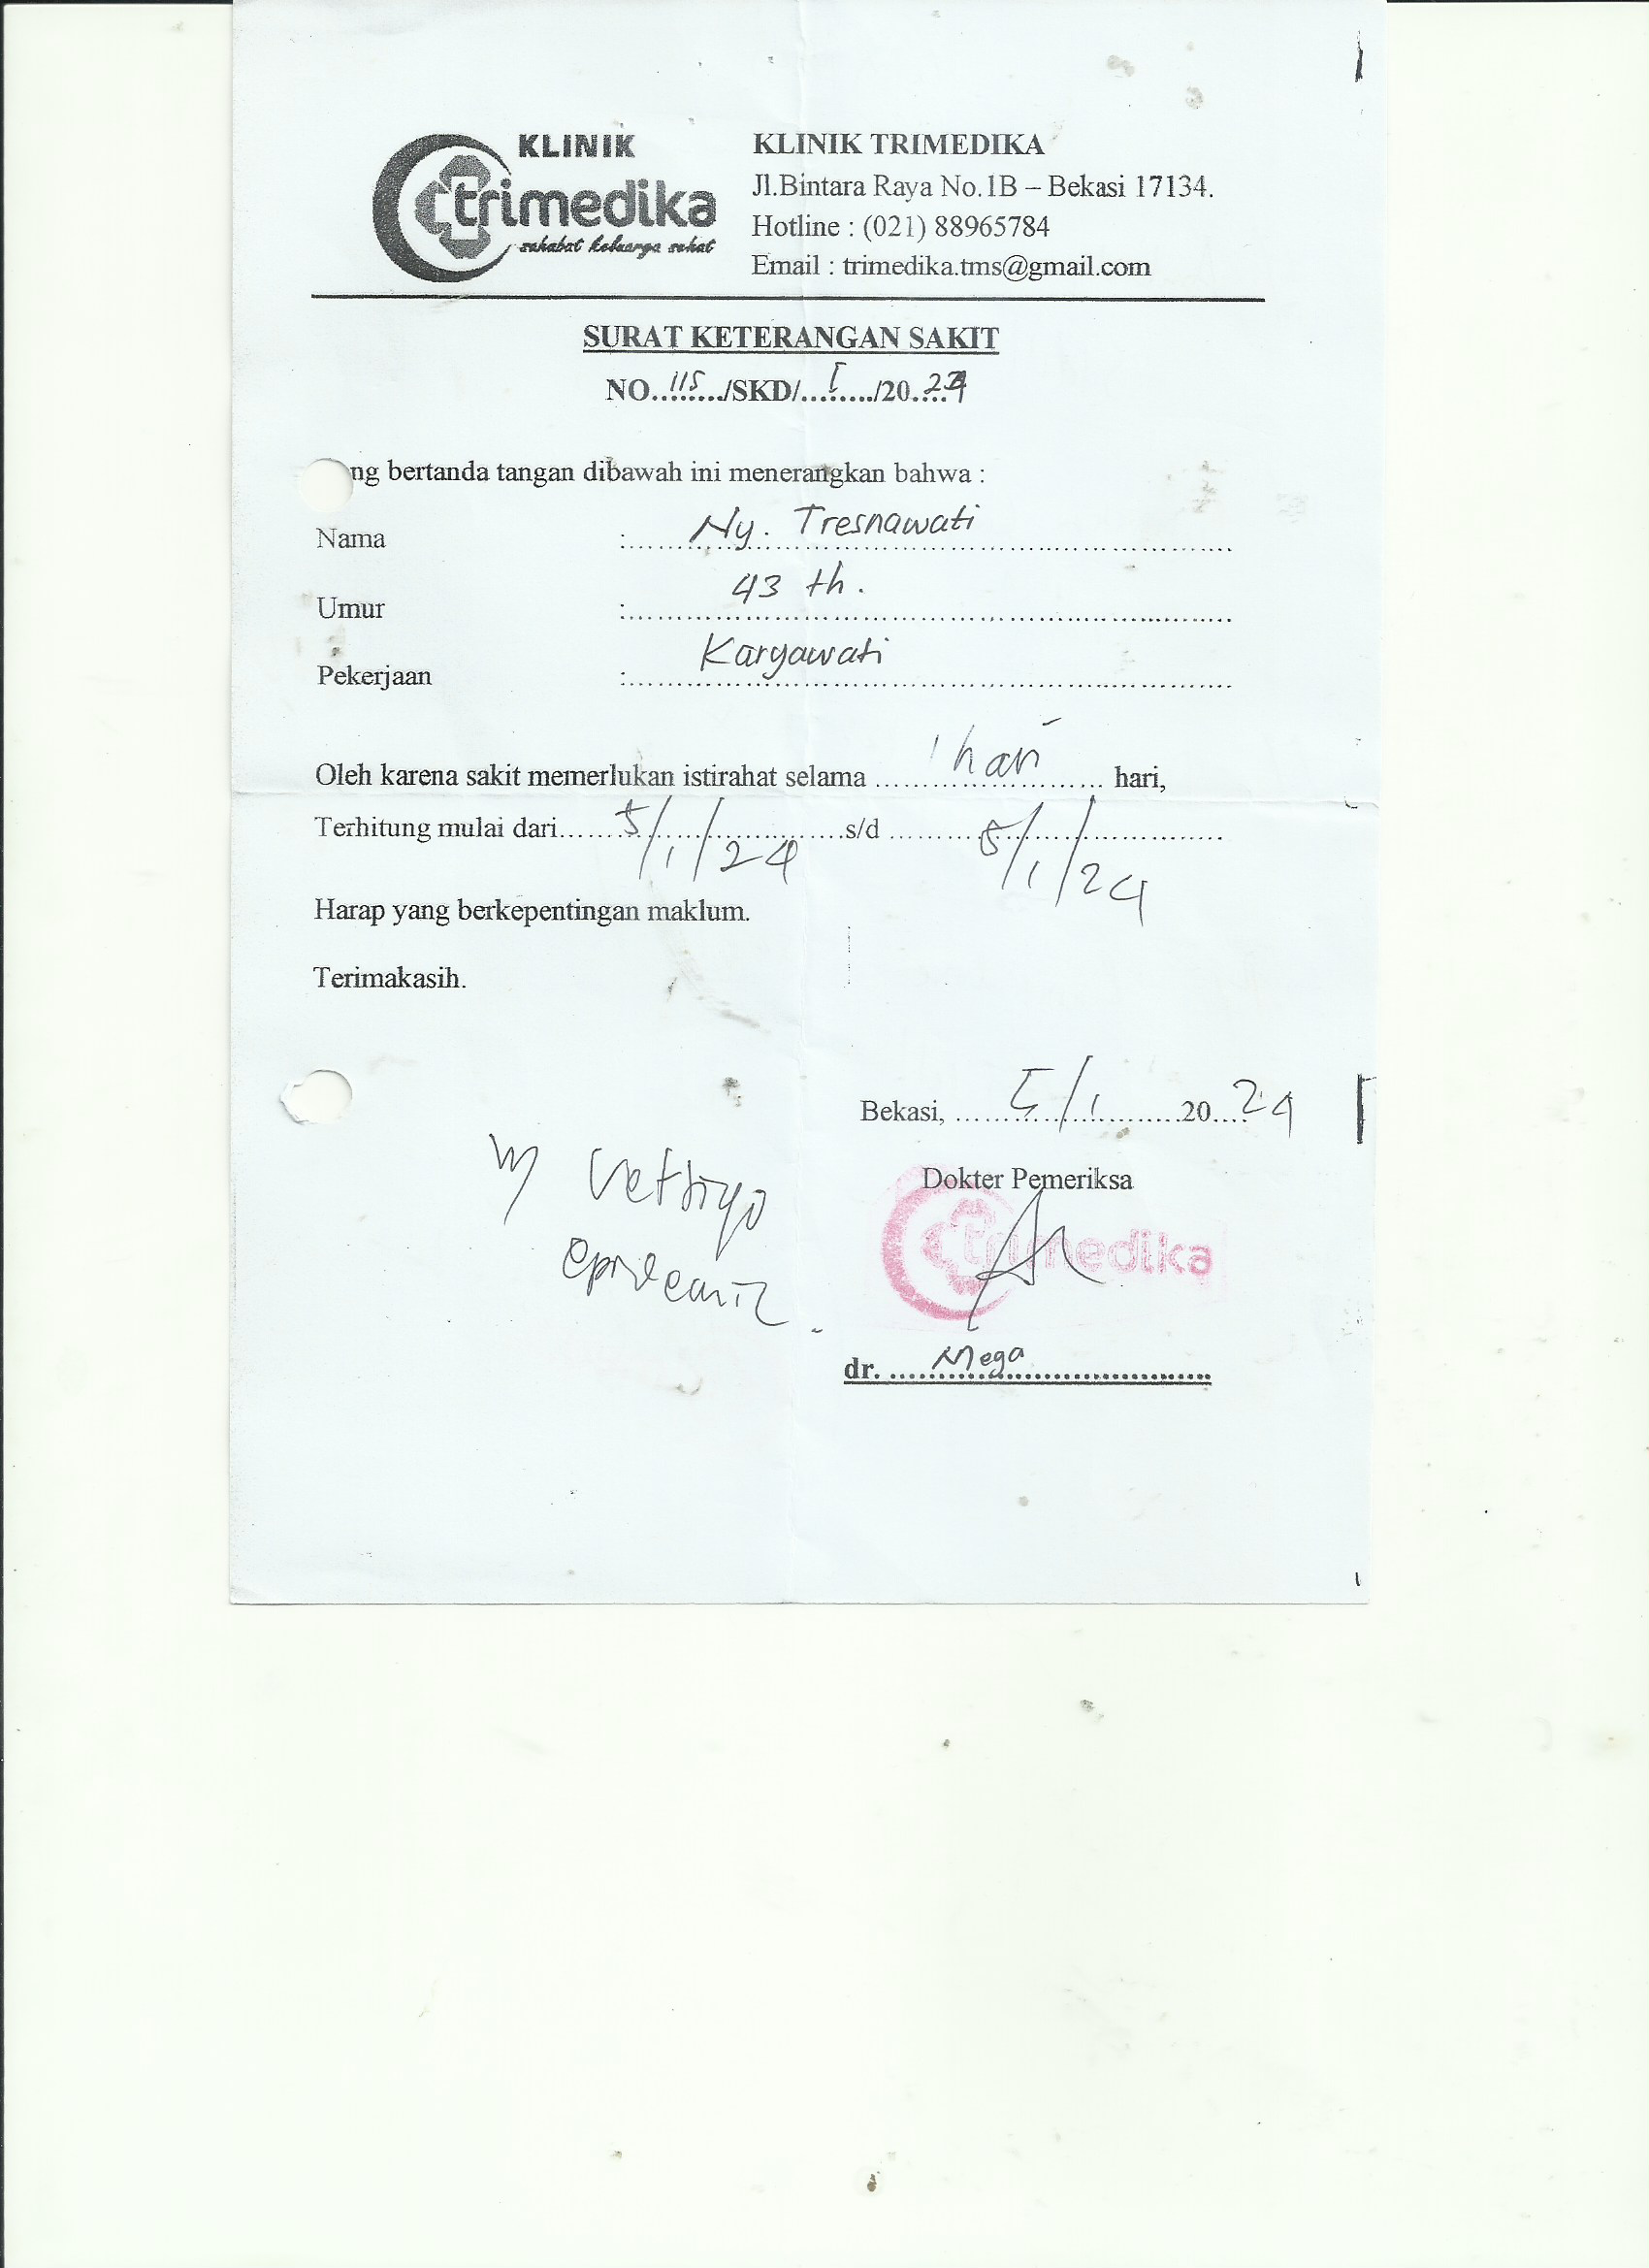 KLINIK
trimedika
sahabat keluarga sehat
KLINIK TRIMEDIKA
Jl.Bintara Raya No.1B – Bekasi 17134.
Hotline : (021) 88965784
Email : trimedika.tms@gmail.com
SURAT KETERANGAN SAKIT
NO. 115 /SKD/ I /20 24
ng bertanda tangan dibawah ini menerangkan bahwa :
Nama : Ny. Tresnawati
Umur : 43 th.
Pekerjaan : Karyawati
Oleh karena sakit memerlukan istirahat selama 1 hari hari,
Terhitung mulai dari 5/1/24 s/d 5/1/24
Harap yang berkepentingan maklum.
Terimakasih.
Bekasi, 5/1 20 24
Dokter Pemeriksa
Vertigo
trimedika
dr. Mega